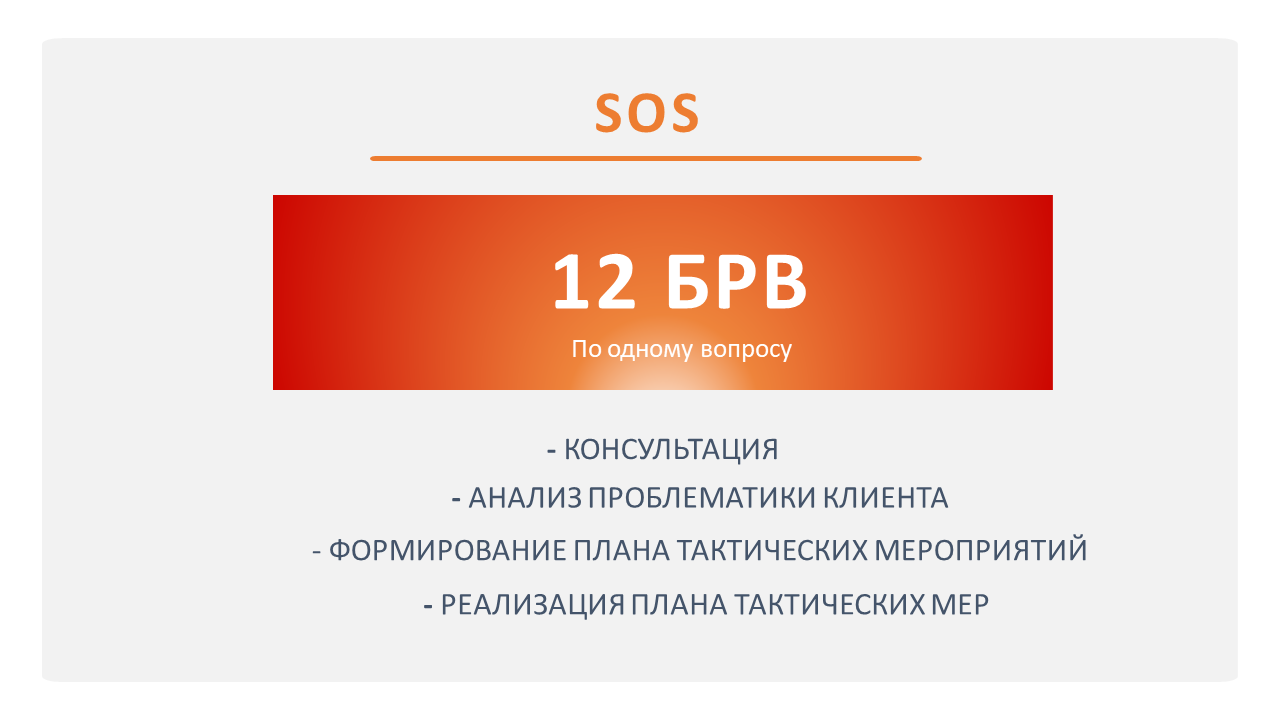 SOS
12 БРВ
По одному вопросу
- КОНСУЛЬТАЦИЯ
- АНАЛИЗ ПРОБЛЕМАТИКИ КЛИЕНТА
- ФОРМИРОВАНИЕ ПЛАНА ТАКТИЧЕСКИХ МЕРОПРИЯТИЙ
- РЕАЛИЗАЦИЯ ПЛАНА ТАКТИЧЕСКИХ МЕР